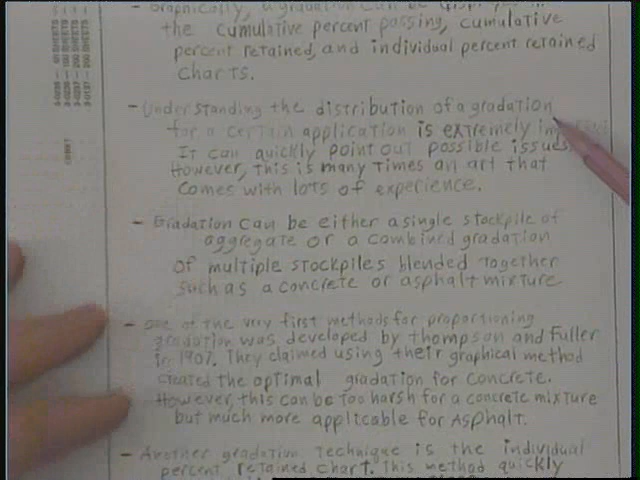 - Graphically, a gradation can be
the cumulative percent passing, cumulative
percent retained, and individual percent retained
charts.
- Understanding the distribution of a gradation
for a certain application is extremely
It can quickly point out possible issues.
However, this is many times an art that
comes with lots of experience.
- Gradation can be either a single stockpile of
aggregate or a combined gradation
of multiple stockpiles blended together
such as a concrete or asphalt mixture
- One of the very first methods for proportioning
gradation was developed by thompson and Fuller
in 1907. They claimed using their graphical method
created the optimal gradation for concrete.
However, this can be too harsh for a concrete mixture
but much more applicable for Asphalt.
- Another gradation technique is the individual
percent retained chart. This method quickly